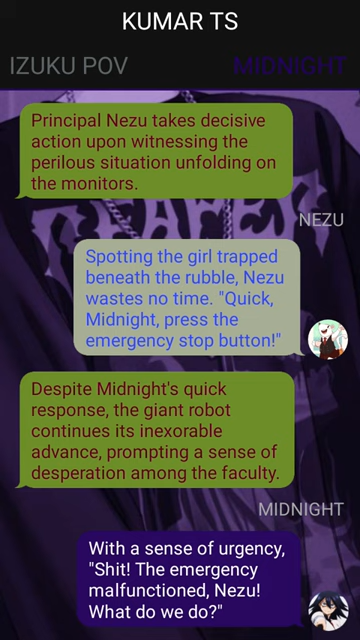 KUMAR TS
IZUKU POV
MIDNIGHT
Principal Nezu takes decisive
action upon witnessing the
perilous situation unfolding on
the monitors.
NEZU
Spotting the girl trapped
beneath the rubble, Nezu
wastes no time. "Quick,
Midnight, press the
emergency stop button!"
Despite Midnight's quick
response, the giant robot
continues its inexorable
advance, prompting a sense of
desperation among the faculty.
MIDNIGHT
With a sense of urgency,
"Shit! The emergency
malfunctioned, Nezu!
What do we do?"